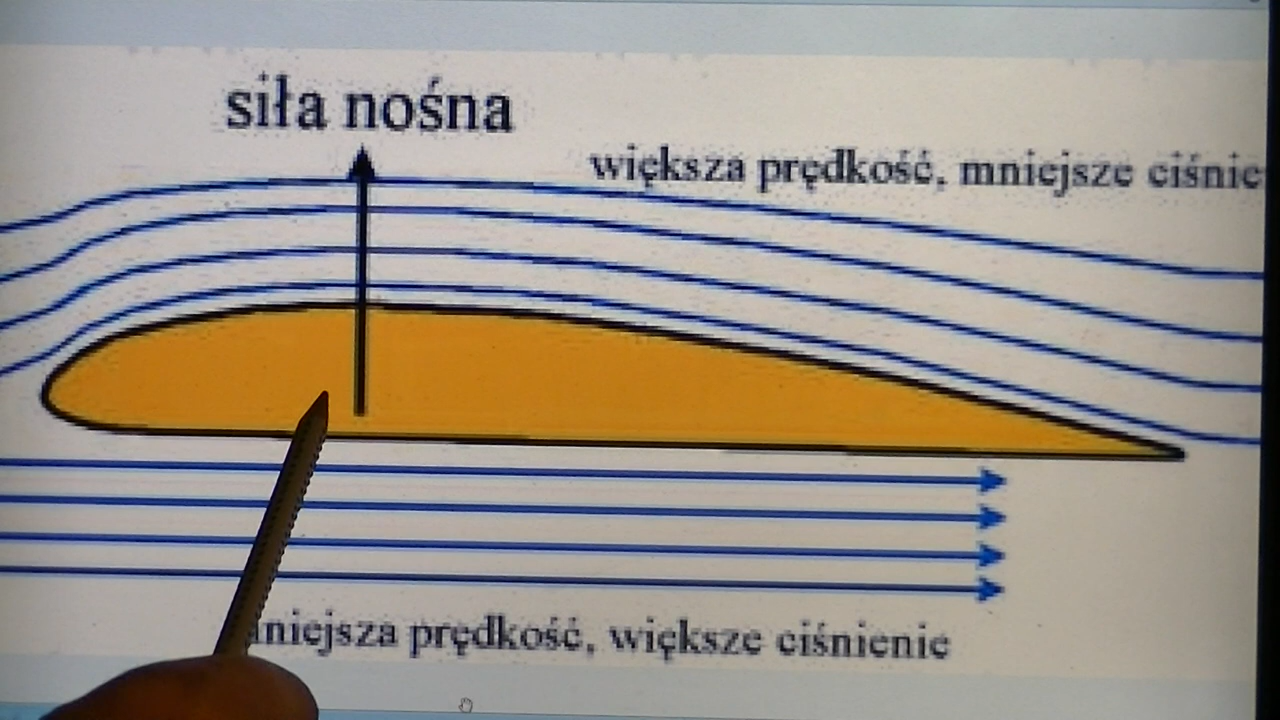 siła nośna
większa prędkość, mniejsze ciśnie
mniejsza prędkość, większe ciśnienie